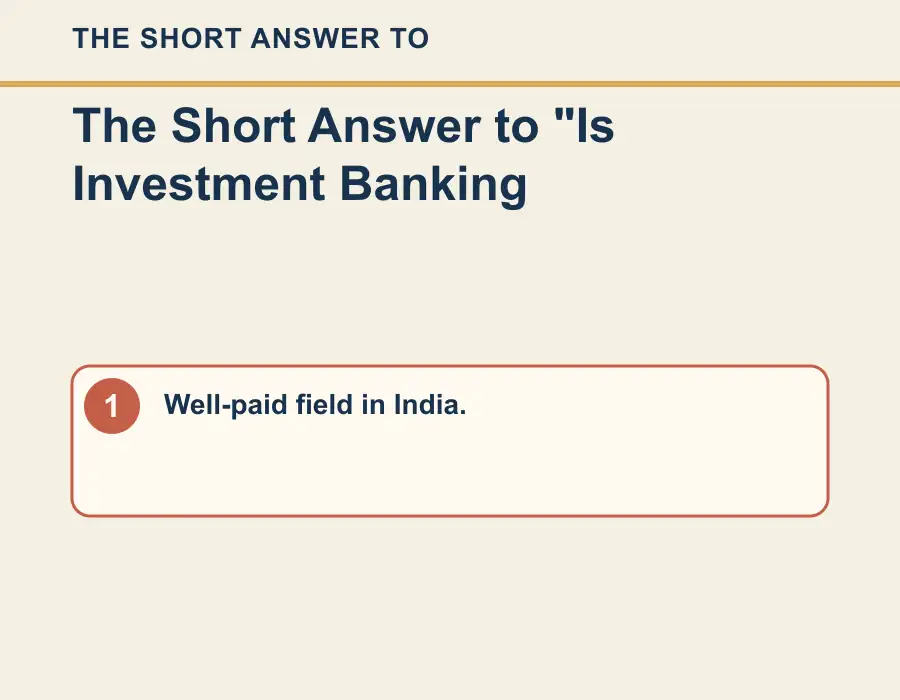 THE SHORT ANSWER TO
The Short Answer to "Is
Investment Banking
1
Well-paid field in India.